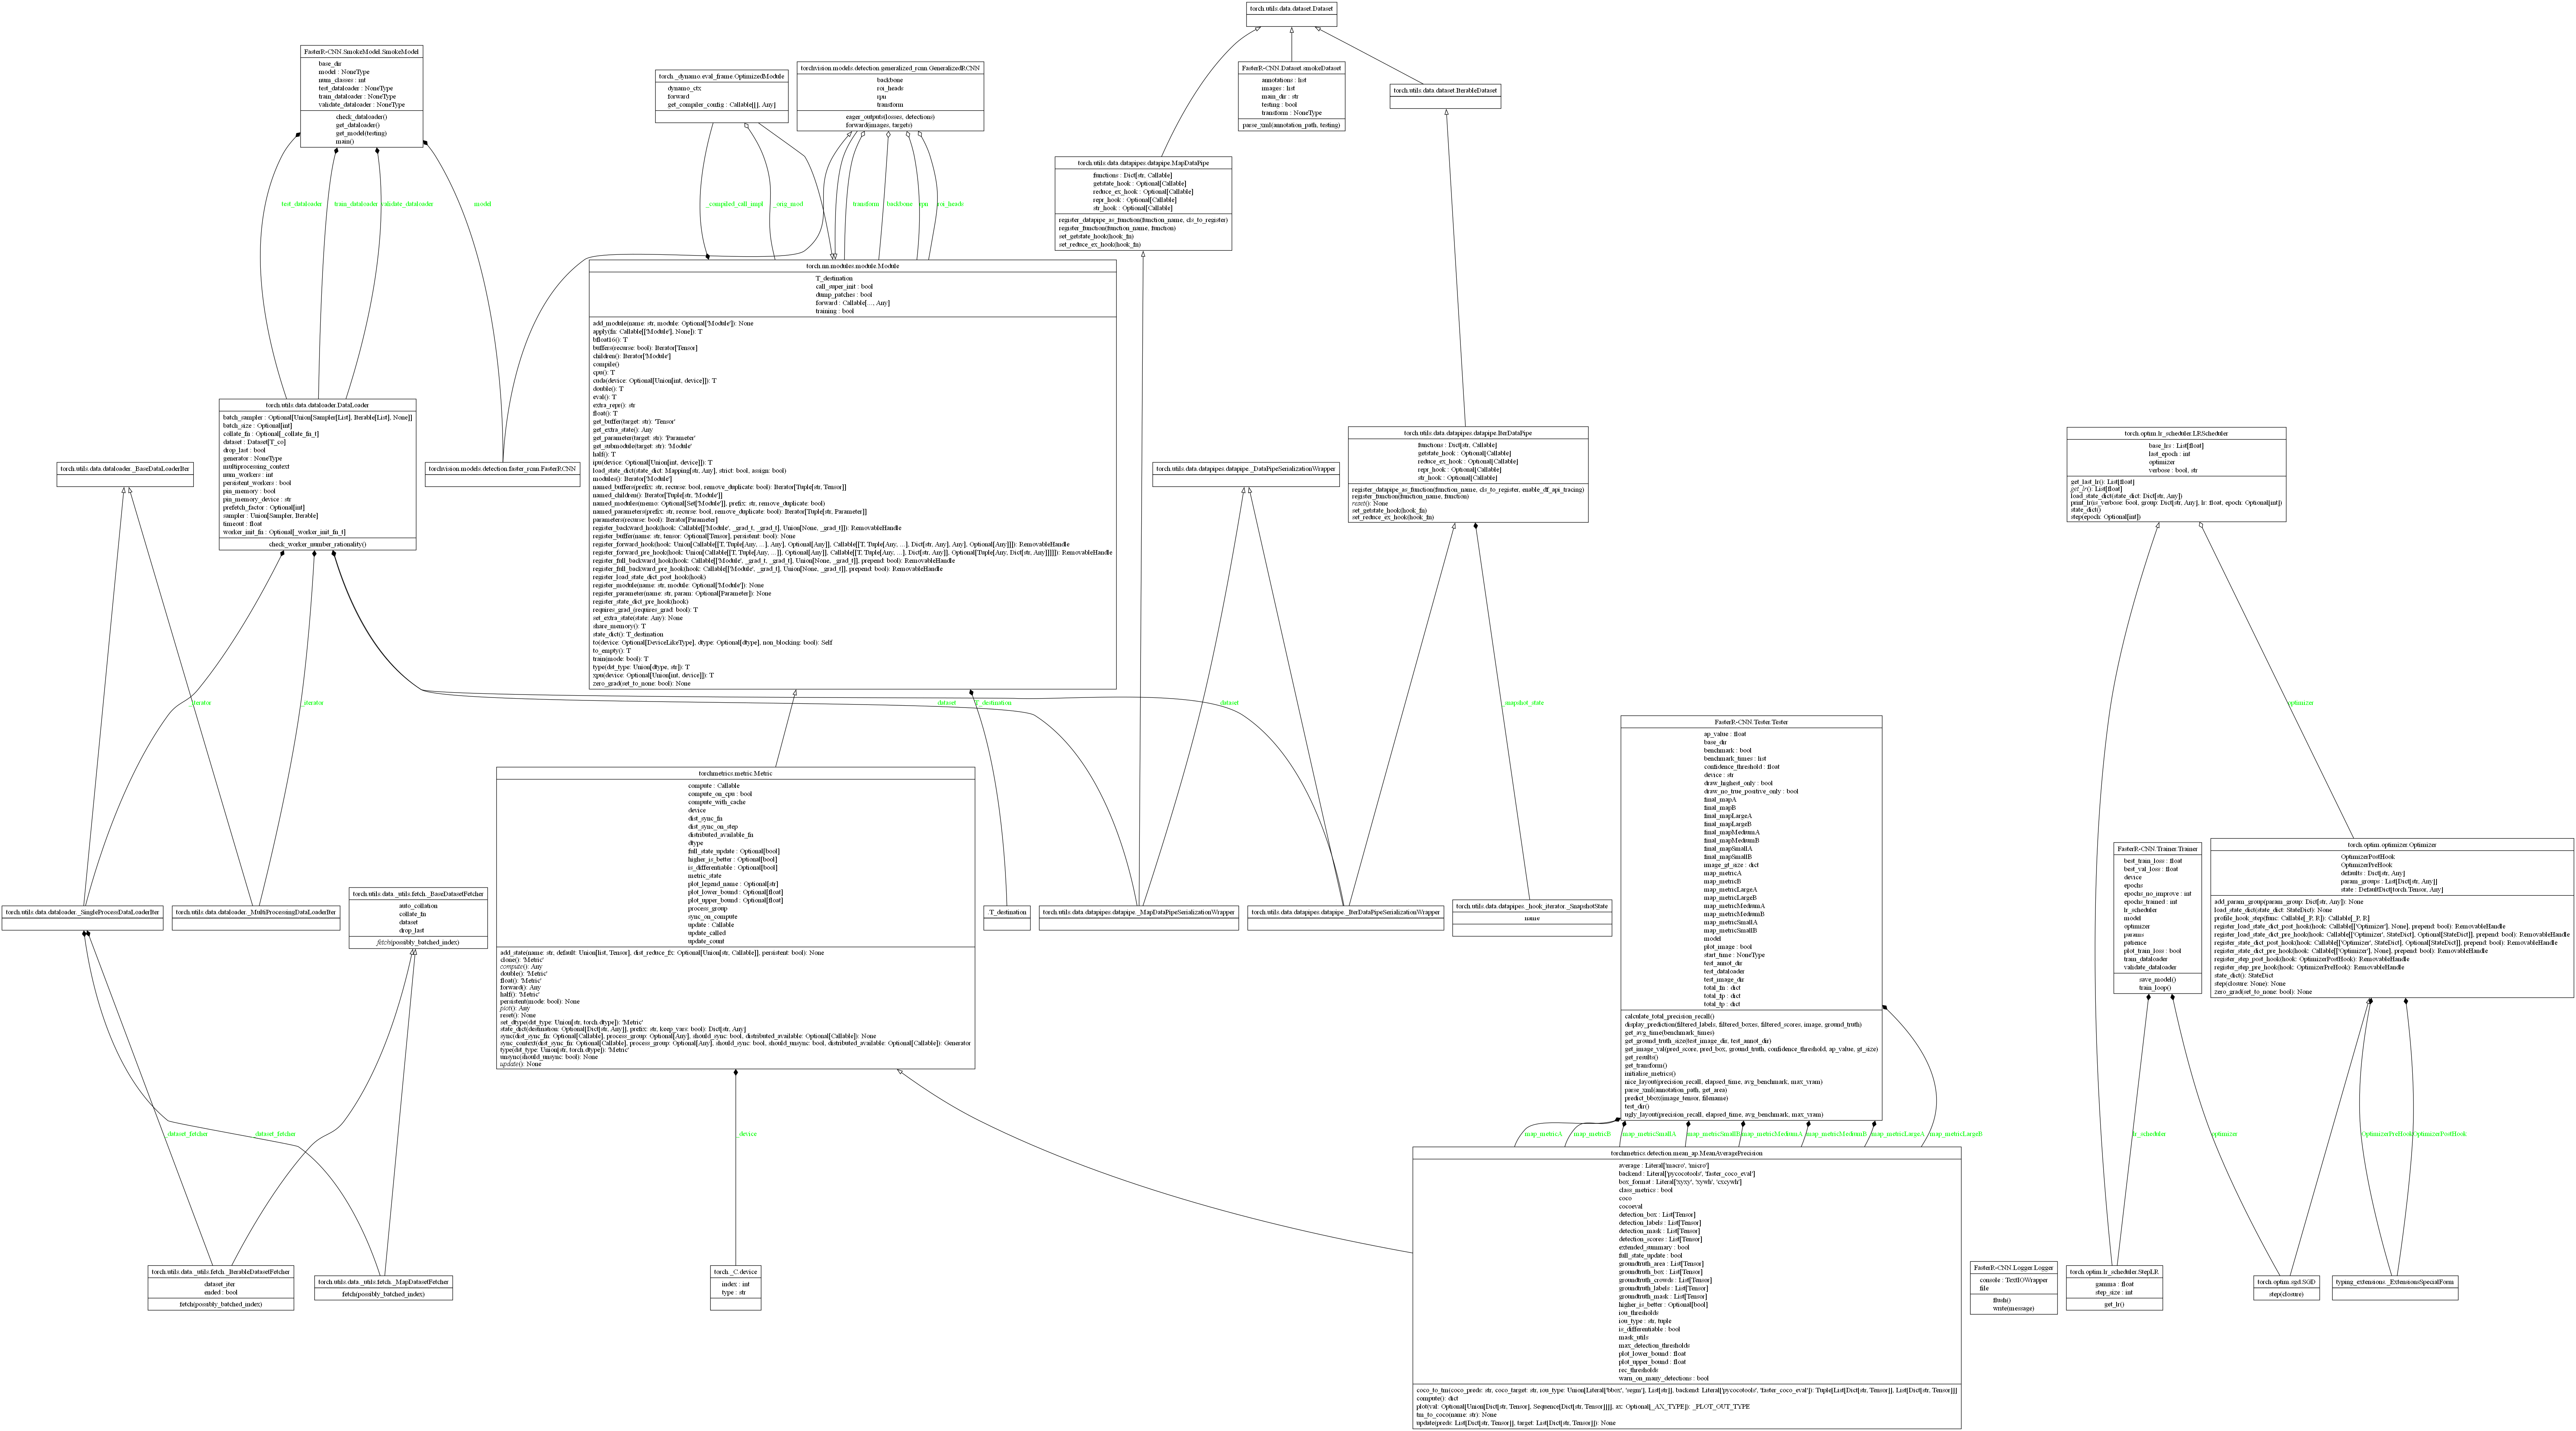 torch.utils.data.dataset.Dataset
FasterR-CNN.SmokeModel.SmokeModel
base_dir
model : NoneType
num_classes : int
test_dataloader : NoneType
train_dataloader : NoneType
validate_dataloader : NoneType
check_dataloader()
get_dataloader()
get_model(testing)
main()
torch._dynamo.eval_frame.OptimizedModule
dynamo_ctx
forward
get_compiler_config : Callable[[], Any]
torchvision.models.detection.generalized_rcnn.GeneralizedRCNN
backbone
roi_heads
rpn
transform
eager_outputs(losses, detections)
forward(images, targets)
FasterR-CNN.Dataset.smokeDataset
annotations : list
images : list
main_dir : str
testing : bool
transform : NoneType
parse_xml(annotation_path, testing)
torch.utils.data.dataset.IterableDataset
torch.utils.data.datapipes.datapipe.MapDataPipe
functions : Dict[str, Callable]
getstate_hook : Optional[Callable]
reduce_ex_hook : Optional[Callable]
repr_hook : Optional[Callable]
str_hook : Optional[Callable]
register_datapipe_as_function(function_name, cls_to_register)
register_function(function_name, function)
set_getstate_hook(hook_fn)
set_reduce_ex_hook(hook_fn)
test_dataloader
train_dataloader
validate_dataloader
model
_compiled_call_impl
_orig_mod
transform
backbone
rpn
roi_heads
torch.nn.modules.module.Module
T_destination
call_super_init : bool
dump_patches : bool
forward : Callable[..., Any]
training : bool
add_module(name: str, module: Optional['Module']): None
apply(fn: Callable[['Module'], None]): T
bfloat16(): T
buffers(recurse: bool): Iterator[Tensor]
children(): Iterator['Module']
compile()
cpu(): T
cuda(device: Optional[Union[int, device]]): T
double(): T
eval(): T
extra_repr(): str
float(): T
get_buffer(target: str): 'Tensor'
get_extra_state(): Any
get_parameter(target: str): 'Parameter'
get_submodule(target: str): 'Module'
half(): T
ipu(device: Optional[Union[int, device]]): T
load_state_dict(state_dict: Mapping[str, Any], strict: bool, assign: bool)
modules(): Iterator['Module']
named_buffers(prefix: str, recurse: bool, remove_duplicate: bool): Iterator[Tuple[str, Tensor]]
named_children(): Iterator[Tuple[str, 'Module']]
named_modules(memo: Optional[Set['Module']], prefix: str, remove_duplicate: bool)
named_parameters(prefix: str, recurse: bool, remove_duplicate: bool): Iterator[Tuple[str, Parameter]]
parameters(recurse: bool): Iterator[Parameter]
register_backward_hook(hook: Callable[['Module', _grad_t, _grad_t], Union[None, _grad_t]]): RemovableHandle
register_buffer(name: str, tensor: Optional[Tensor], persistent: bool): None
register_forward_hook(hook: Union[Callable[[T, Tuple[Any, ...], Any], Optional[Any]], Callable[[T, Tuple[Any, ...], Dict[str, Any], Any], Optional[Any]]]): RemovableHandle
register_forward_pre_hook(hook: Union[Callable[[T, Tuple[Any, ...]], Optional[Any]], Callable[[T, Tuple[Any, ...], Dict[str, Any]], Optional[Tuple[Any, Dict[str, Any]]]]]): RemovableHandle
register_full_backward_hook(hook: Callable[['Module', _grad_t, _grad_t], Union[None, _grad_t]], prepend: bool): RemovableHandle
register_full_backward_pre_hook(hook: Callable[['Module', _grad_t], Union[None, _grad_t]], prepend: bool): RemovableHandle
register_load_state_dict_post_hook(hook)
register_module(name: str, module: Optional['Module']): None
register_parameter(name: str, param: Optional[Parameter]): None
register_state_dict_pre_hook(hook)
requires_grad_(requires_grad: bool): T
set_extra_state(state: Any): None
share_memory(): T
state_dict(): T_destination
to(device: Optional[DeviceLikeType], dtype: Optional[dtype], non_blocking: bool): Self
to_empty(): T
train(mode: bool): T
type(dst_type: Union[dtype, str]): T
xpu(device: Optional[Union[int, device]]): T
zero_grad(set_to_none: bool): None
torch.utils.data.dataloader.DataLoader
batch_sampler : Optional[Union[Sampler[List], Iterable[List], None]]
batch_size : Optional[int]
collate_fn : Optional[_collate_fn_t]
dataset : Dataset[T_co]
drop_last : bool
generator : NoneType
multiprocessing_context
num_workers : int
persistent_workers : bool
pin_memory : bool
pin_memory_device : str
prefetch_factor : Optional[int]
sampler : Union[Sampler, Iterable]
timeout : float
worker_init_fn : Optional[_worker_init_fn_t]
check_worker_number_rationality()
torch.utils.data.dataloader._BaseDataLoaderIter
torchvision.models.detection.faster_rcnn.FasterRCNN
torch.utils.data.datapipes.datapipe._DataPipeSerializationWrapper
torch.utils.data.datapipes.datapipe.IterDataPipe
functions : Dict[str, Callable]
getstate_hook : Optional[Callable]
reduce_ex_hook : Optional[Callable]
repr_hook : Optional[Callable]
str_hook : Optional[Callable]
register_datapipe_as_function(function_name, cls_to_register, enable_df_api_tracing)
register_function(function_name, function)
reset(): None
set_getstate_hook(hook_fn)
set_reduce_ex_hook(hook_fn)
torch.optim.lr_scheduler.LRScheduler
base_lrs : List[float]
last_epoch : int
optimizer
verbose : bool, str
get_last_lr(): List[float]
get_lr(): List[float]
load_state_dict(state_dict: Dict[str, Any])
print_lr(is_verbose: bool, group: Dict[str, Any], lr: float, epoch: Optional[int])
state_dict()
step(epoch: Optional[int])
_iterator
_iterator
dataset
T_destination
dataset
_snapshot_state
optimizer
FasterR-CNN.Tester.Tester
ap_value : float
base_dir
benchmark : bool
benchmark_times : list
confidence_threshold : float
device : str
draw_highest_only : bool
draw_no_true_positive_only : bool
final_mapA
final_mapB
final_mapLargeA
final_mapLargeB
final_mapMediumA
final_mapMediumB
final_mapSmallA
final_mapSmallB
image_gt_size : dict
map_metricA
map_metricB
map_metricLargeA
map_metricLargeB
map_metricMediumA
map_metricMediumB
map_metricSmallA
map_metricSmallB
model
plot_image : bool
start_time : NoneType
test_annot_dir
test_dataloader
test_image_dir
total_fn : dict
total_fp : dict
total_tp : dict
calculate_total_precision_recall()
display_prediction(filtered_labels, filtered_boxes, filtered_scores, image, ground_truth)
get_avg_time(benchmark_times)
get_ground_truth_size(test_image_dir, test_annot_dir)
get_image_val(pred_score, pred_box, ground_truth, confidence_threshold, ap_value, gt_size)
get_results()
get_transform()
initialise_metrics()
nice_layout(precision_recall, elapsed_time, avg_benchmark, max_vram)
parse_xml(annotation_path, get_area)
predict_bbox(image_tensor, filename)
test_dir()
ugly_layout(precision_recall, elapsed_time, avg_benchmark, max_vram)
torchmetrics.metric.Metric
compute : Callable
compute_on_cpu : bool
compute_with_cache
device
dist_sync_fn
dist_sync_on_step
distributed_available_fn
dtype
full_state_update : Optional[bool]
higher_is_better : Optional[bool]
is_differentiable : Optional[bool]
metric_state
plot_legend_name : Optional[str]
plot_lower_bound : Optional[float]
plot_upper_bound : Optional[float]
process_group
sync_on_compute
update : Callable
update_called
update_count
add_state(name: str, default: Union[list, Tensor], dist_reduce_fx: Optional[Union[str, Callable]], persistent: bool): None
clone(): 'Metric'
compute(): Any
double(): 'Metric'
float(): 'Metric'
forward(): Any
half(): 'Metric'
persistent(mode: bool): None
plot(): Any
reset(): None
set_dtype(dst_type: Union[str, torch.dtype]): 'Metric'
state_dict(destination: Optional[Dict[str, Any]], prefix: str, keep_vars: bool): Dict[str, Any]
sync(dist_sync_fn: Optional[Callable], process_group: Optional[Any], should_sync: bool, distributed_available: Optional[Callable]): None
sync_context(dist_sync_fn: Optional[Callable], process_group: Optional[Any], should_sync: bool, should_unsync: bool, distributed_available: Optional[Callable]): Generator
type(dst_type: Union[str, torch.dtype]): 'Metric'
unsync(should_unsync: bool): None
update(): None
FasterR-CNN.Trainer.Trainer
best_train_loss : float
best_val_loss : float
device
epochs
epochs_no_improve : int
epochs_trained : int
lr_scheduler
model
optimizer
params
patience
plot_train_loss : bool
train_dataloader
validate_dataloader
save_model()
train_loop()
torch.optim.optimizer.Optimizer
OptimizerPostHook
OptimizerPreHook
defaults : Dict[str, Any]
param_groups : List[Dict[str, Any]]
state : DefaultDict[torch.Tensor, Any]
add_param_group(param_group: Dict[str, Any]): None
load_state_dict(state_dict: StateDict): None
profile_hook_step(func: Callable[_P, R]): Callable[_P, R]
register_load_state_dict_post_hook(hook: Callable[['Optimizer'], None], prepend: bool): RemovableHandle
register_load_state_dict_pre_hook(hook: Callable[['Optimizer', StateDict], Optional[StateDict]], prepend: bool): RemovableHandle
register_state_dict_post_hook(hook: Callable[['Optimizer', StateDict], Optional[StateDict]], prepend: bool): RemovableHandle
register_state_dict_pre_hook(hook: Callable[['Optimizer'], None], prepend: bool): RemovableHandle
register_step_post_hook(hook: OptimizerPostHook): RemovableHandle
register_step_pre_hook(hook: OptimizerPreHook): RemovableHandle
state_dict(): StateDict
step(closure: None): None
zero_grad(set_to_none: bool): None
torch.utils.data.dataloader._SingleProcessDataLoaderIter
torch.utils.data.dataloader._MultiProcessingDataLoaderIter
torch.utils.data._utils.fetch._BaseDatasetFetcher
auto_collation
collate_fn
dataset
drop_last
fetch(possibly_batched_index)
.T_destination
torch.utils.data.datapipes.datapipe._MapDataPipeSerializationWrapper
torch.utils.data.datapipes.datapipe._IterDataPipeSerializationWrapper
torch.utils.data.datapipes._hook_iterator._SnapshotState
name
_dataset_fetcher
_dataset_fetcher
_device
map_metricA
map_metricB
map_metricSmallA
map_metricSmallB
map_metricMediumA
map_metricMediumB
map_metricLargeA
map_metricLargeB
lr_scheduler
optimizer
OptimizerPreHook
OptimizerPostHook
torchmetrics.detection.mean_ap.MeanAveragePrecision
average : Literal['macro', 'micro']
backend : Literal['pycocotools', 'faster_coco_eval']
box_format : Literal['xyxy', 'xywh', 'cxcywh']
class_metrics : bool
coco
cocoeval
detection_box : List[Tensor]
detection_labels : List[Tensor]
detection_mask : List[Tensor]
detection_scores : List[Tensor]
extended_summary : bool
full_state_update : bool
groundtruth_area : List[Tensor]
groundtruth_box : List[Tensor]
groundtruth_crowds : List[Tensor]
groundtruth_labels : List[Tensor]
groundtruth_mask : List[Tensor]
higher_is_better : Optional[bool]
iou_thresholds
iou_type : str, tuple
is_differentiable : bool
mask_utils
max_detection_thresholds
plot_lower_bound : float
plot_upper_bound : float
rec_thresholds
warn_on_many_detections : bool
coco_to_tm(coco_preds: str, coco_target: str, iou_type: Union[Literal['bbox', 'segm'], List[str]], backend: Literal['pycocotools', 'faster_coco_eval']): Tuple[List[Dict[str, Tensor]], List[Dict[str, Tensor]]]
compute(): dict
plot(val: Optional[Union[Dict[str, Tensor], Sequence[Dict[str, Tensor]]]], ax: Optional[_AX_TYPE]): _PLOT_OUT_TYPE
tm_to_coco(name: str): None
update(preds: List[Dict[str, Tensor]], target: List[Dict[str, Tensor]]): None
torch.utils.data._utils.fetch._IterableDatasetFetcher
dataset_iter
ended : bool
fetch(possibly_batched_index)
torch.utils.data._utils.fetch._MapDatasetFetcher
fetch(possibly_batched_index)
torch._C.device
index : int
type : str
FasterR-CNN.Logger.Logger
console : TextIOWrapper
file
flush()
write(message)
torch.optim.lr_scheduler.StepLR
gamma : float
step_size : int
get_lr()
torch.optim.sgd.SGD
step(closure)
typing_extensions._ExtensionsSpecialForm